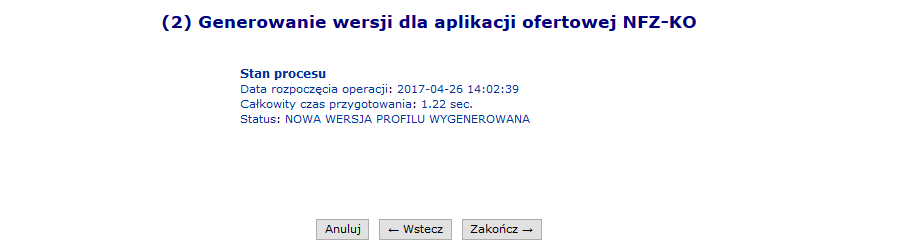 (2) Generowanie wersji dla aplikacji ofertowej NFZ-KO
Stan procesu
Data rozpoczęcia operacji: 2017-04-26 14:02:39
Całkowity czas przygotowania: 1.22 sec.
Status: NOWA WERSJA PROFILU WYGENEROWANA
Anuluj ← Wstecz Zakończ →